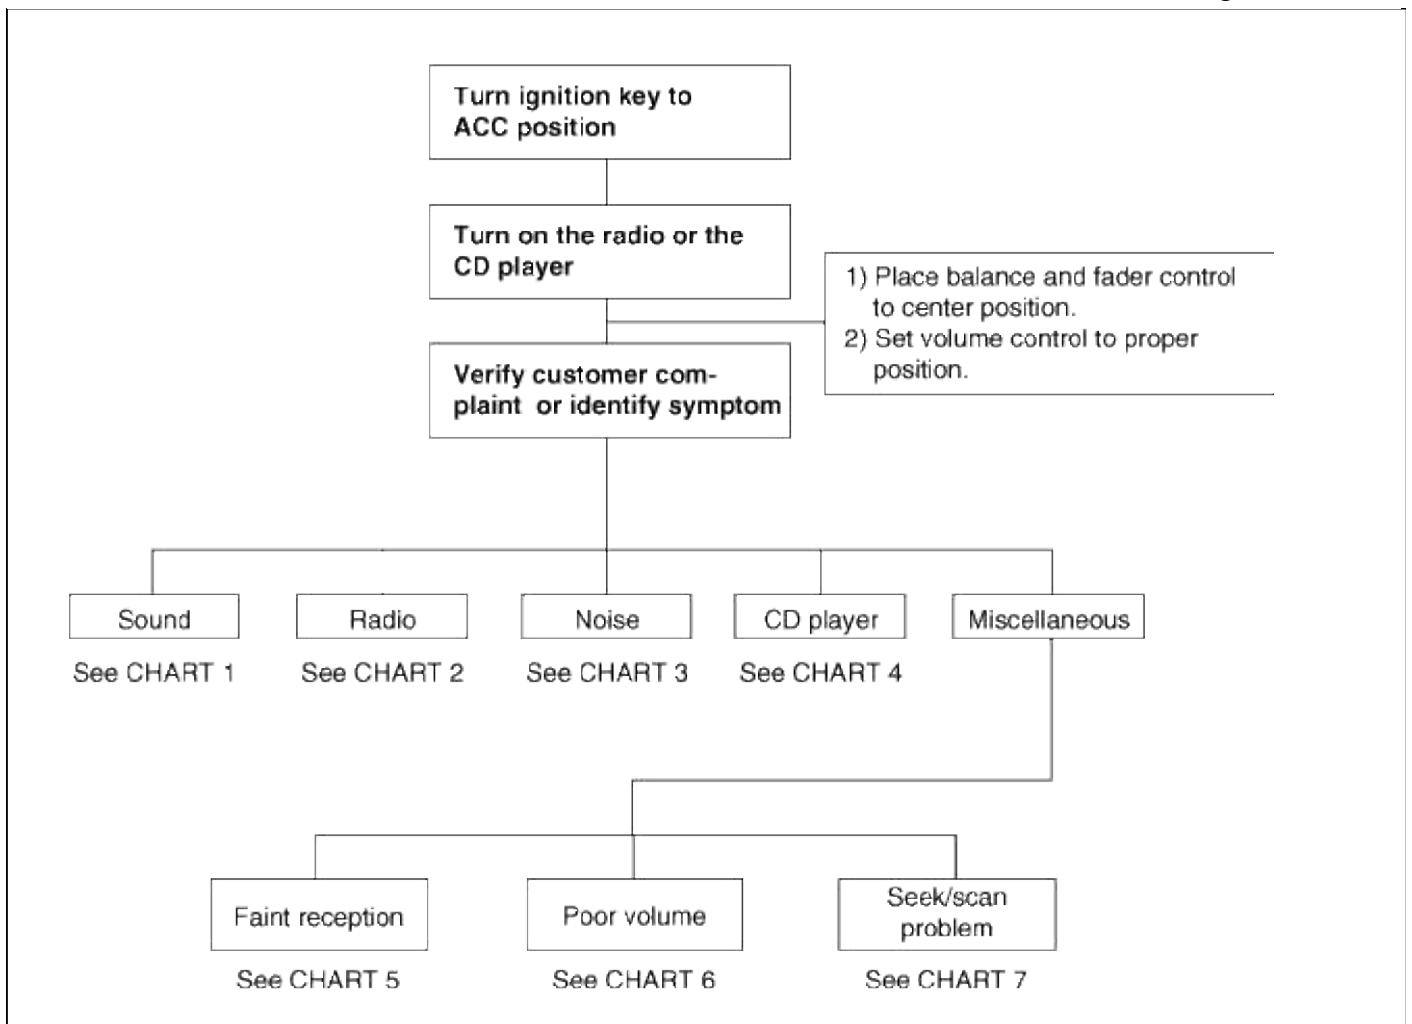 Turn ignition key to
ACC position
Turn on the radio or the
CD player
1) Place balance and fader control
to center position.
2) Set volume control to proper
position.
Verify customer com-
plaint or identify symptom
Sound
Radio
Noise
CD player
Miscellaneous
See CHART 1
See CHART 2
See CHART 3
See CHART 4
Faint reception
Poor volume
Seek/scan
problem
See CHART 5
See CHART 6
See CHART 7